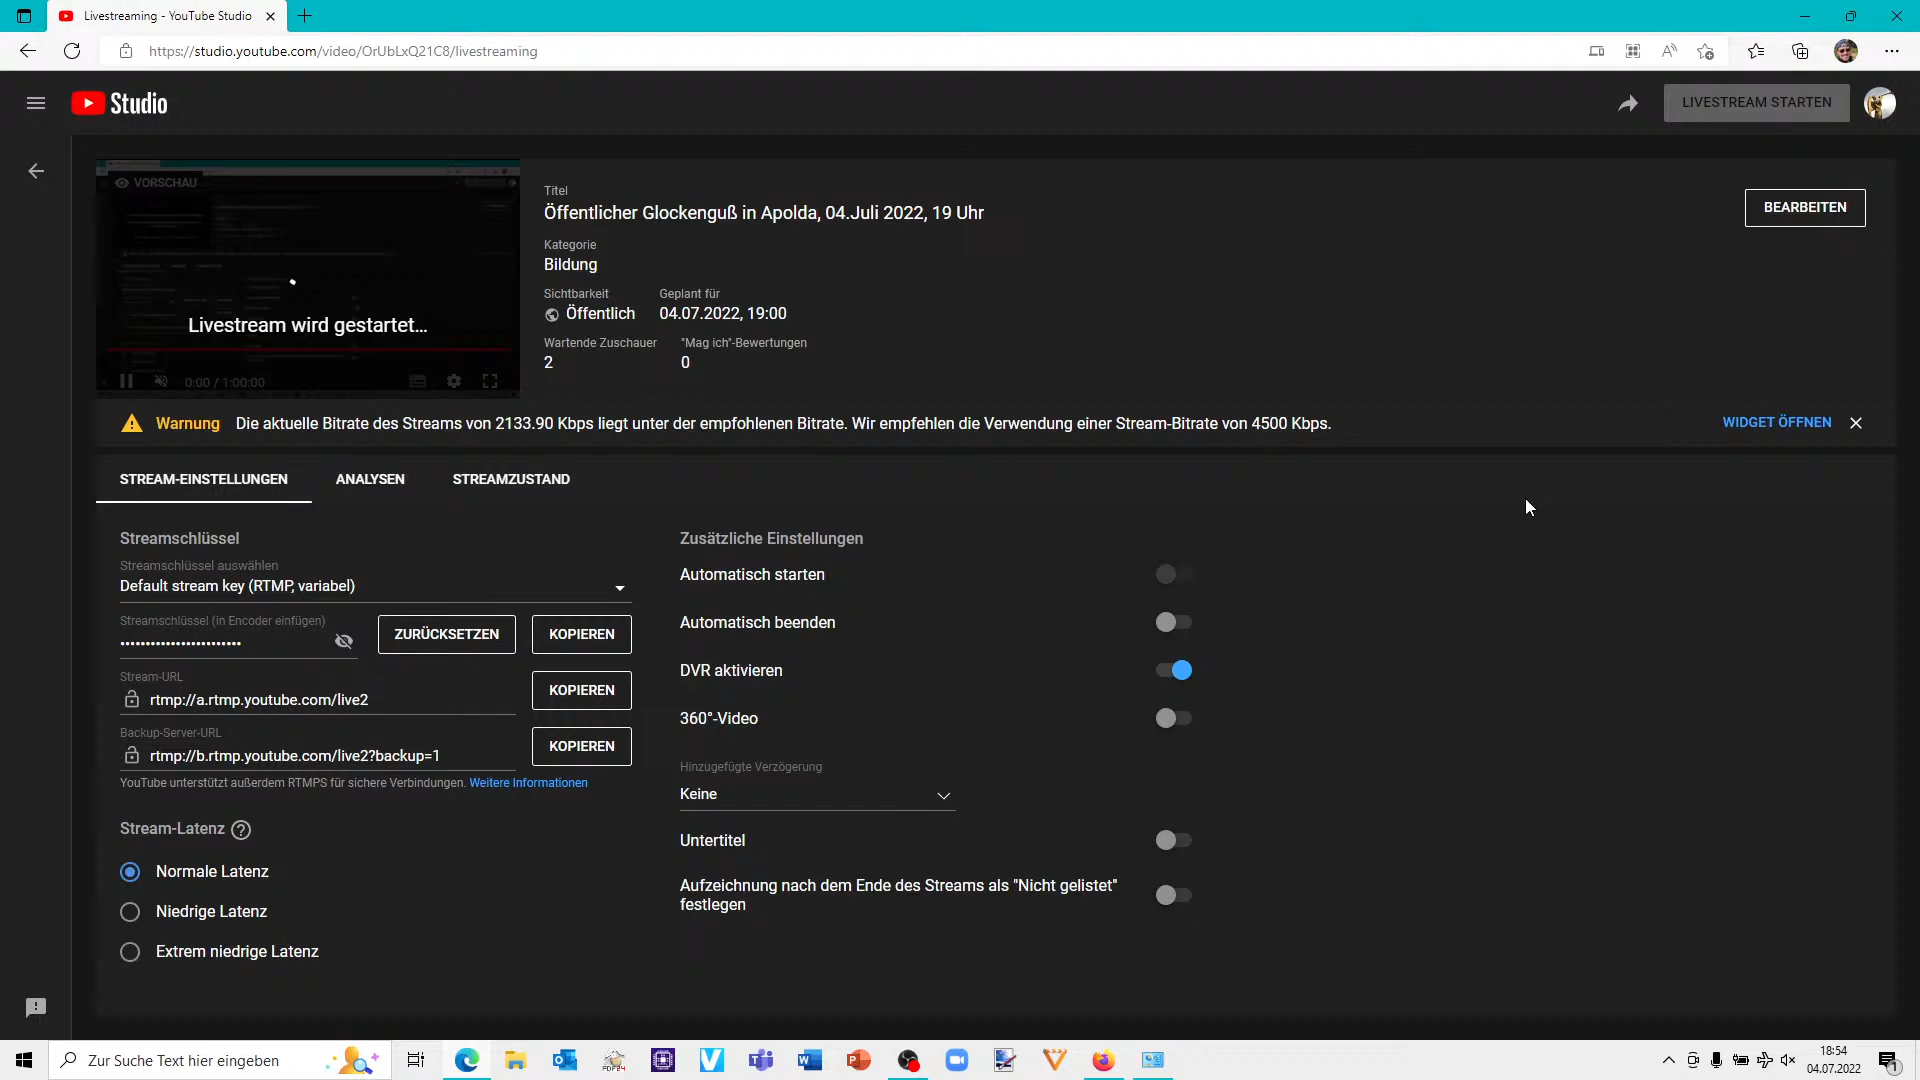 Livestreaming - YouTube Studio
https://studio.youtube.com/video/OrUbLxQ21C8/livestreaming
Studio
LIVESTREAM STARTEN
VORSCHAU
Livestream wird gestartet...
0:00 / 1:00:00
Titel
Öffentlicher Glockenguß in Apolda, 04.Juli 2022, 19 Uhr
BEARBEITEN
Kategorie
Bildung
Sichtbarkeit Geplant für
Öffentlich 04.07.2022, 19:00
Wartende Zuschauer "Mag ich"-Bewertungen
2 0
Warnung Die aktuelle Bitrate des Streams von 2133.90 Kbps liegt unter der empfohlenen Bitrate. Wir empfehlen die Verwendung einer Stream-Bitrate von 4500 Kbps. WIDGET ÖFFNEN
STREAM-EINSTELLUNGEN ANALYSEN STREAMZUSTAND
Streamschlüssel
Streamschlüssel auswählen
Default stream key (RTMP, variabel)
Streamschlüssel (in Encoder einfügen)
•••••••••••••••••••••••• ZURÜCKSETZEN KOPIEREN
Stream-URL
rtmp://a.rtmp.youtube.com/live2 KOPIEREN
Backup-Server-URL
rtmp://b.rtmp.youtube.com/live2?backup=1 KOPIEREN
YouTube unterstützt außerdem RTMPS für sichere Verbindungen. Weitere Informationen
Stream-Latenz
Normale Latenz
Niedrige Latenz
Extrem niedrige Latenz
Zusätzliche Einstellungen
Automatisch starten
Automatisch beenden
DVR aktivieren
360°-Video
Hinzugefügte Verzögerung
Keine
Untertitel
Aufzeichnung nach dem Ende des Streams als "Nicht gelistet"
festlegen
Zur Suche Text hier eingeben
PDF24
18:54
04.07.2022
1